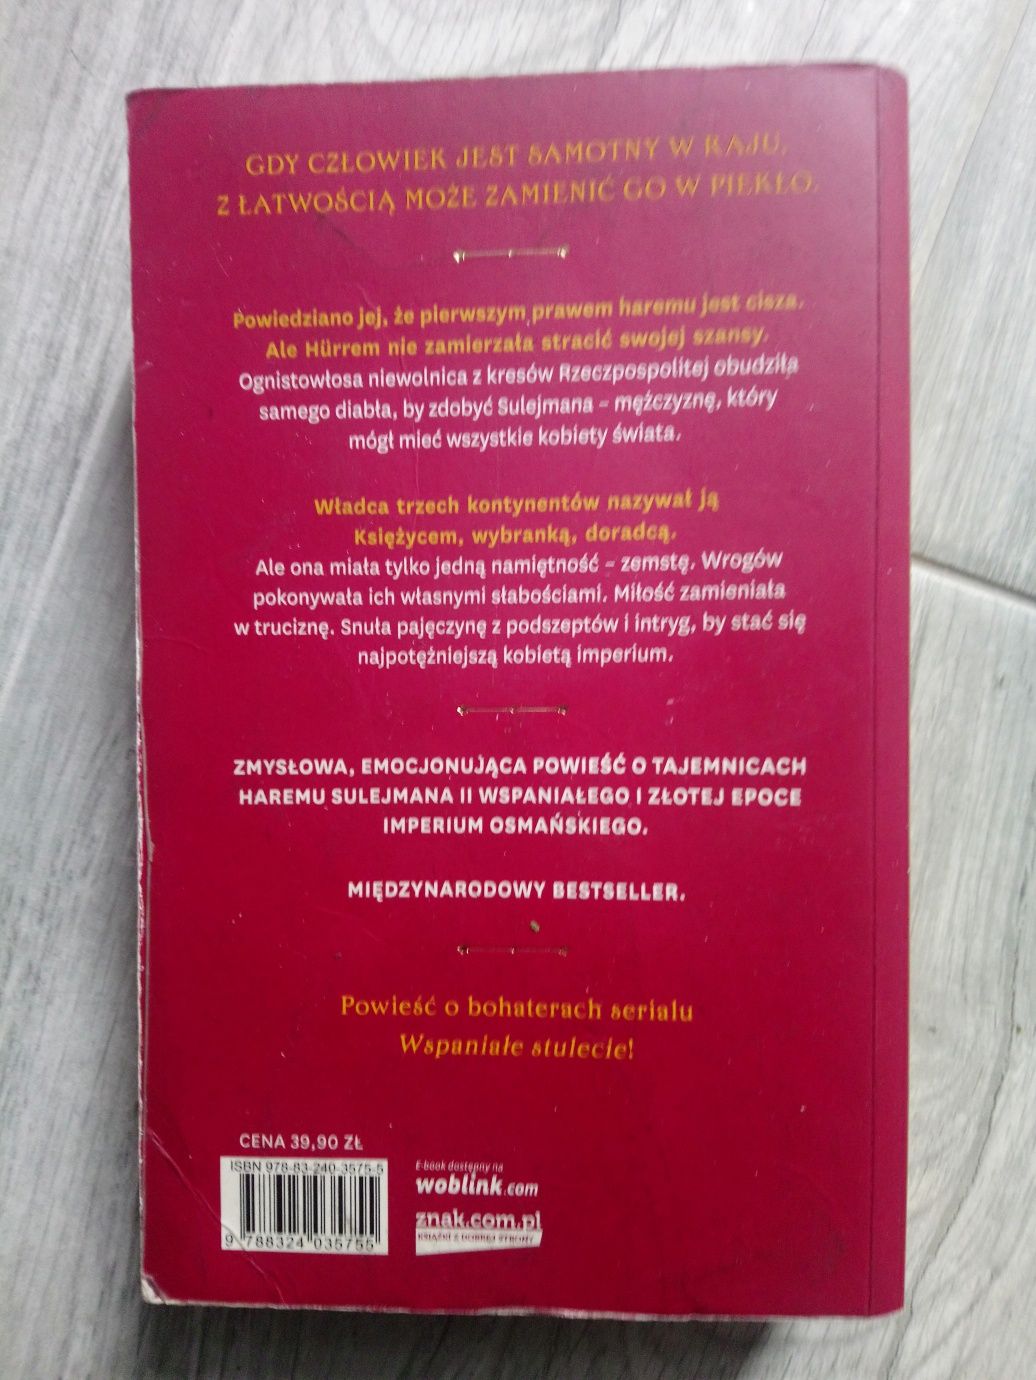 GDY CZŁOWIEK JEST SAMOTNY W RAJU,
Z ŁATWOŚCIĄ MOŻE ZAMIENIĆ GO W PIEKŁO.
Powiedziano jej, że pierwszym prawem haremu jest cisza.
Ale Hürrem nie zamierzała stracić swojej szansy.
Ognistowłosa niewolnica z kresów Rzeczpospolitej obudziła
samego diabła, by zdobyć Sulejmana – mężczyznę, który
mógł mieć wszystkie kobiety świata.
Władca trzech kontynentów nazywał ją
Księżycem, wybranką, doradcą.
Ale ona miała tylko jedną namiętność – zemstę. Wrogów
pokonywała ich własnymi słabościami. Miłość zamieniała
w truciznę. Snuła pajęczynę z podszeptów i intryg, by stać się
najpotężniejszą kobietą imperium.
ZMYSŁOWA, EMOCJONUJĄCA POWIEŚĆ O TAJEMNICACH
HAREMU SULEJMANA II WSPANIAŁEGO I ZŁOTEJ EPOCE
IMPERIUM OSMAŃSKIEGO.
MIĘDZYNARODOWY BESTSELLER.
Powieść o bohaterach serialu
Wspaniałe stulecie!
CENA 39,90 ZŁ
ISBN 978-83-240-3575-5
9 788324 035755
E-book dostępny na
woblink.com
znak.com.pl
KSIĄŻKI Z DOBREJ STRONY